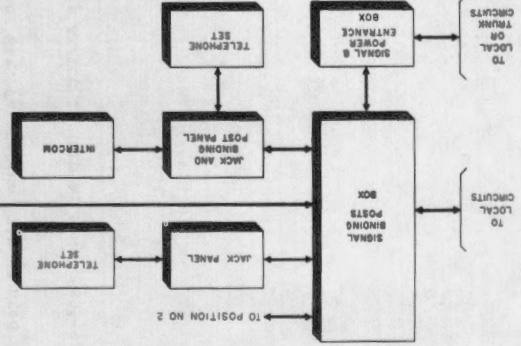 TO POSITION NO 2
JACK PANEL
TELEPHONE
SET
TO
LOCAL
CIRCUITS
SIGNAL
BINDING
POSTS
BOX
JACK AND
BINDING
POST PANEL
INTERCOM
TO
LOCAL OR
TRUNK
CIRCUITS
SIGNAL &
POWER
ENTRANCE
BOX
TELEPHONE
SET